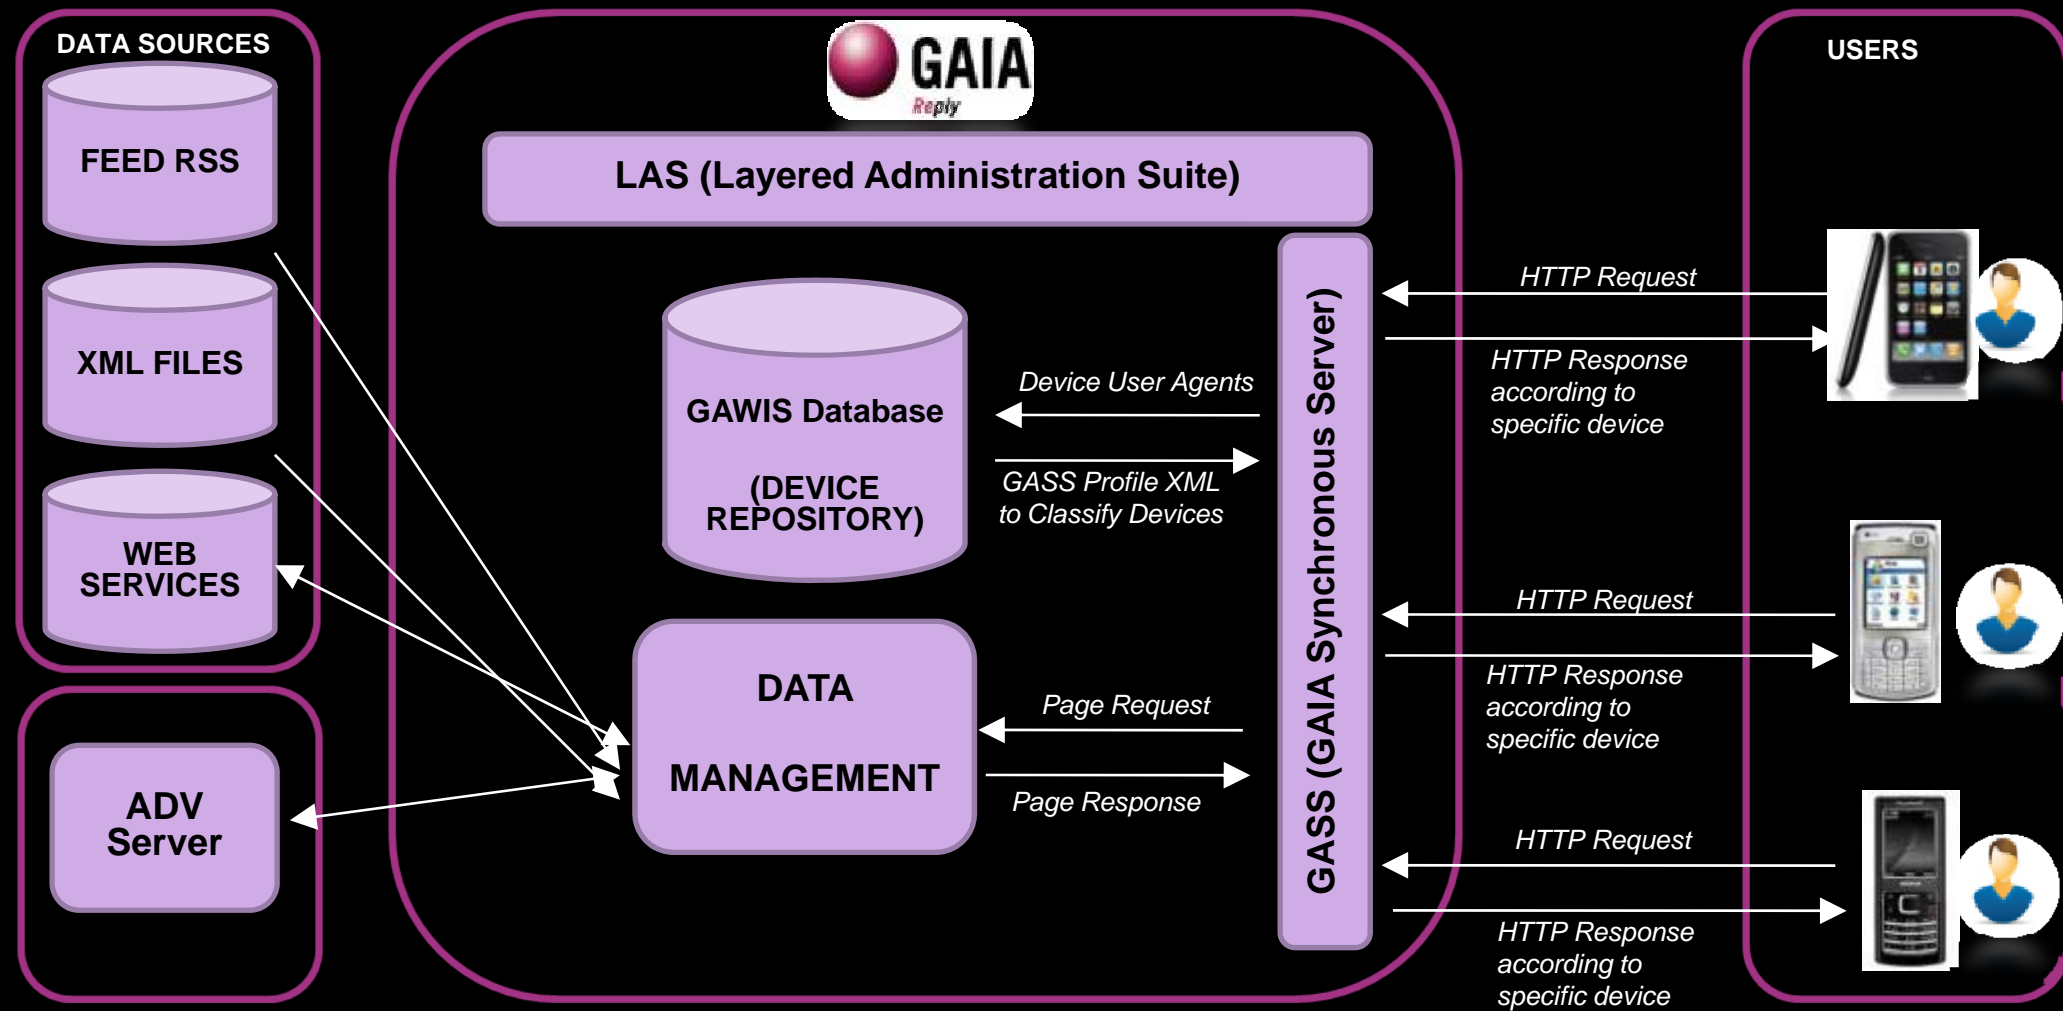 DATA SOURCES
FEED RSS
XML FILES
WEB
SERVICES
ADV
Server
GAIA
Reply
LAS (Layered Administration Suite)
GAWIS Database
(DEVICE
REPOSITORY)
Device User Agents
GASS Profile XML
to Classify Devices
DATA
MANAGEMENT
Page Request
Page Response
GASS (GAIA Synchronous Server)
HTTP Request
HTTP Response
according to
specific device
HTTP Request
HTTP Response
according to
specific device
HTTP Request
HTTP Response
according to
specific device
USERS